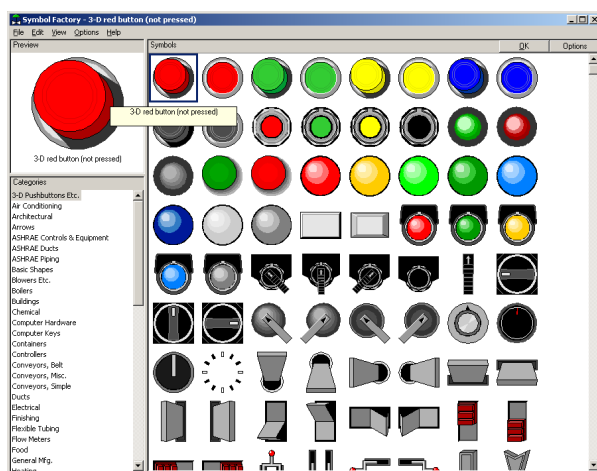 Symbol Factory - 3-D red button (not pressed)
File Edit View Options Help
Preview
Symbols
OK
Options
3-D red button (not pressed)
3-D red button (not pressed)
Categories
3-D Pushbuttons Etc.
Air Conditioning
Architectural
Arrows
ASHRAE Controls & Equipment
ASHRAE Ducts
ASHRAE Piping
Basic Shapes
Blowers Etc.
Boilers
Buildings
Chemical
Computer Hardware
Computer Keys
Containers
Controllers
Conveyors, Belt
Conveyors, Misc.
Conveyors, Simple
Ducts
Electrical
Finishing
Flexible Tubing
Flow Meters
Food
General Mfg.
Heating